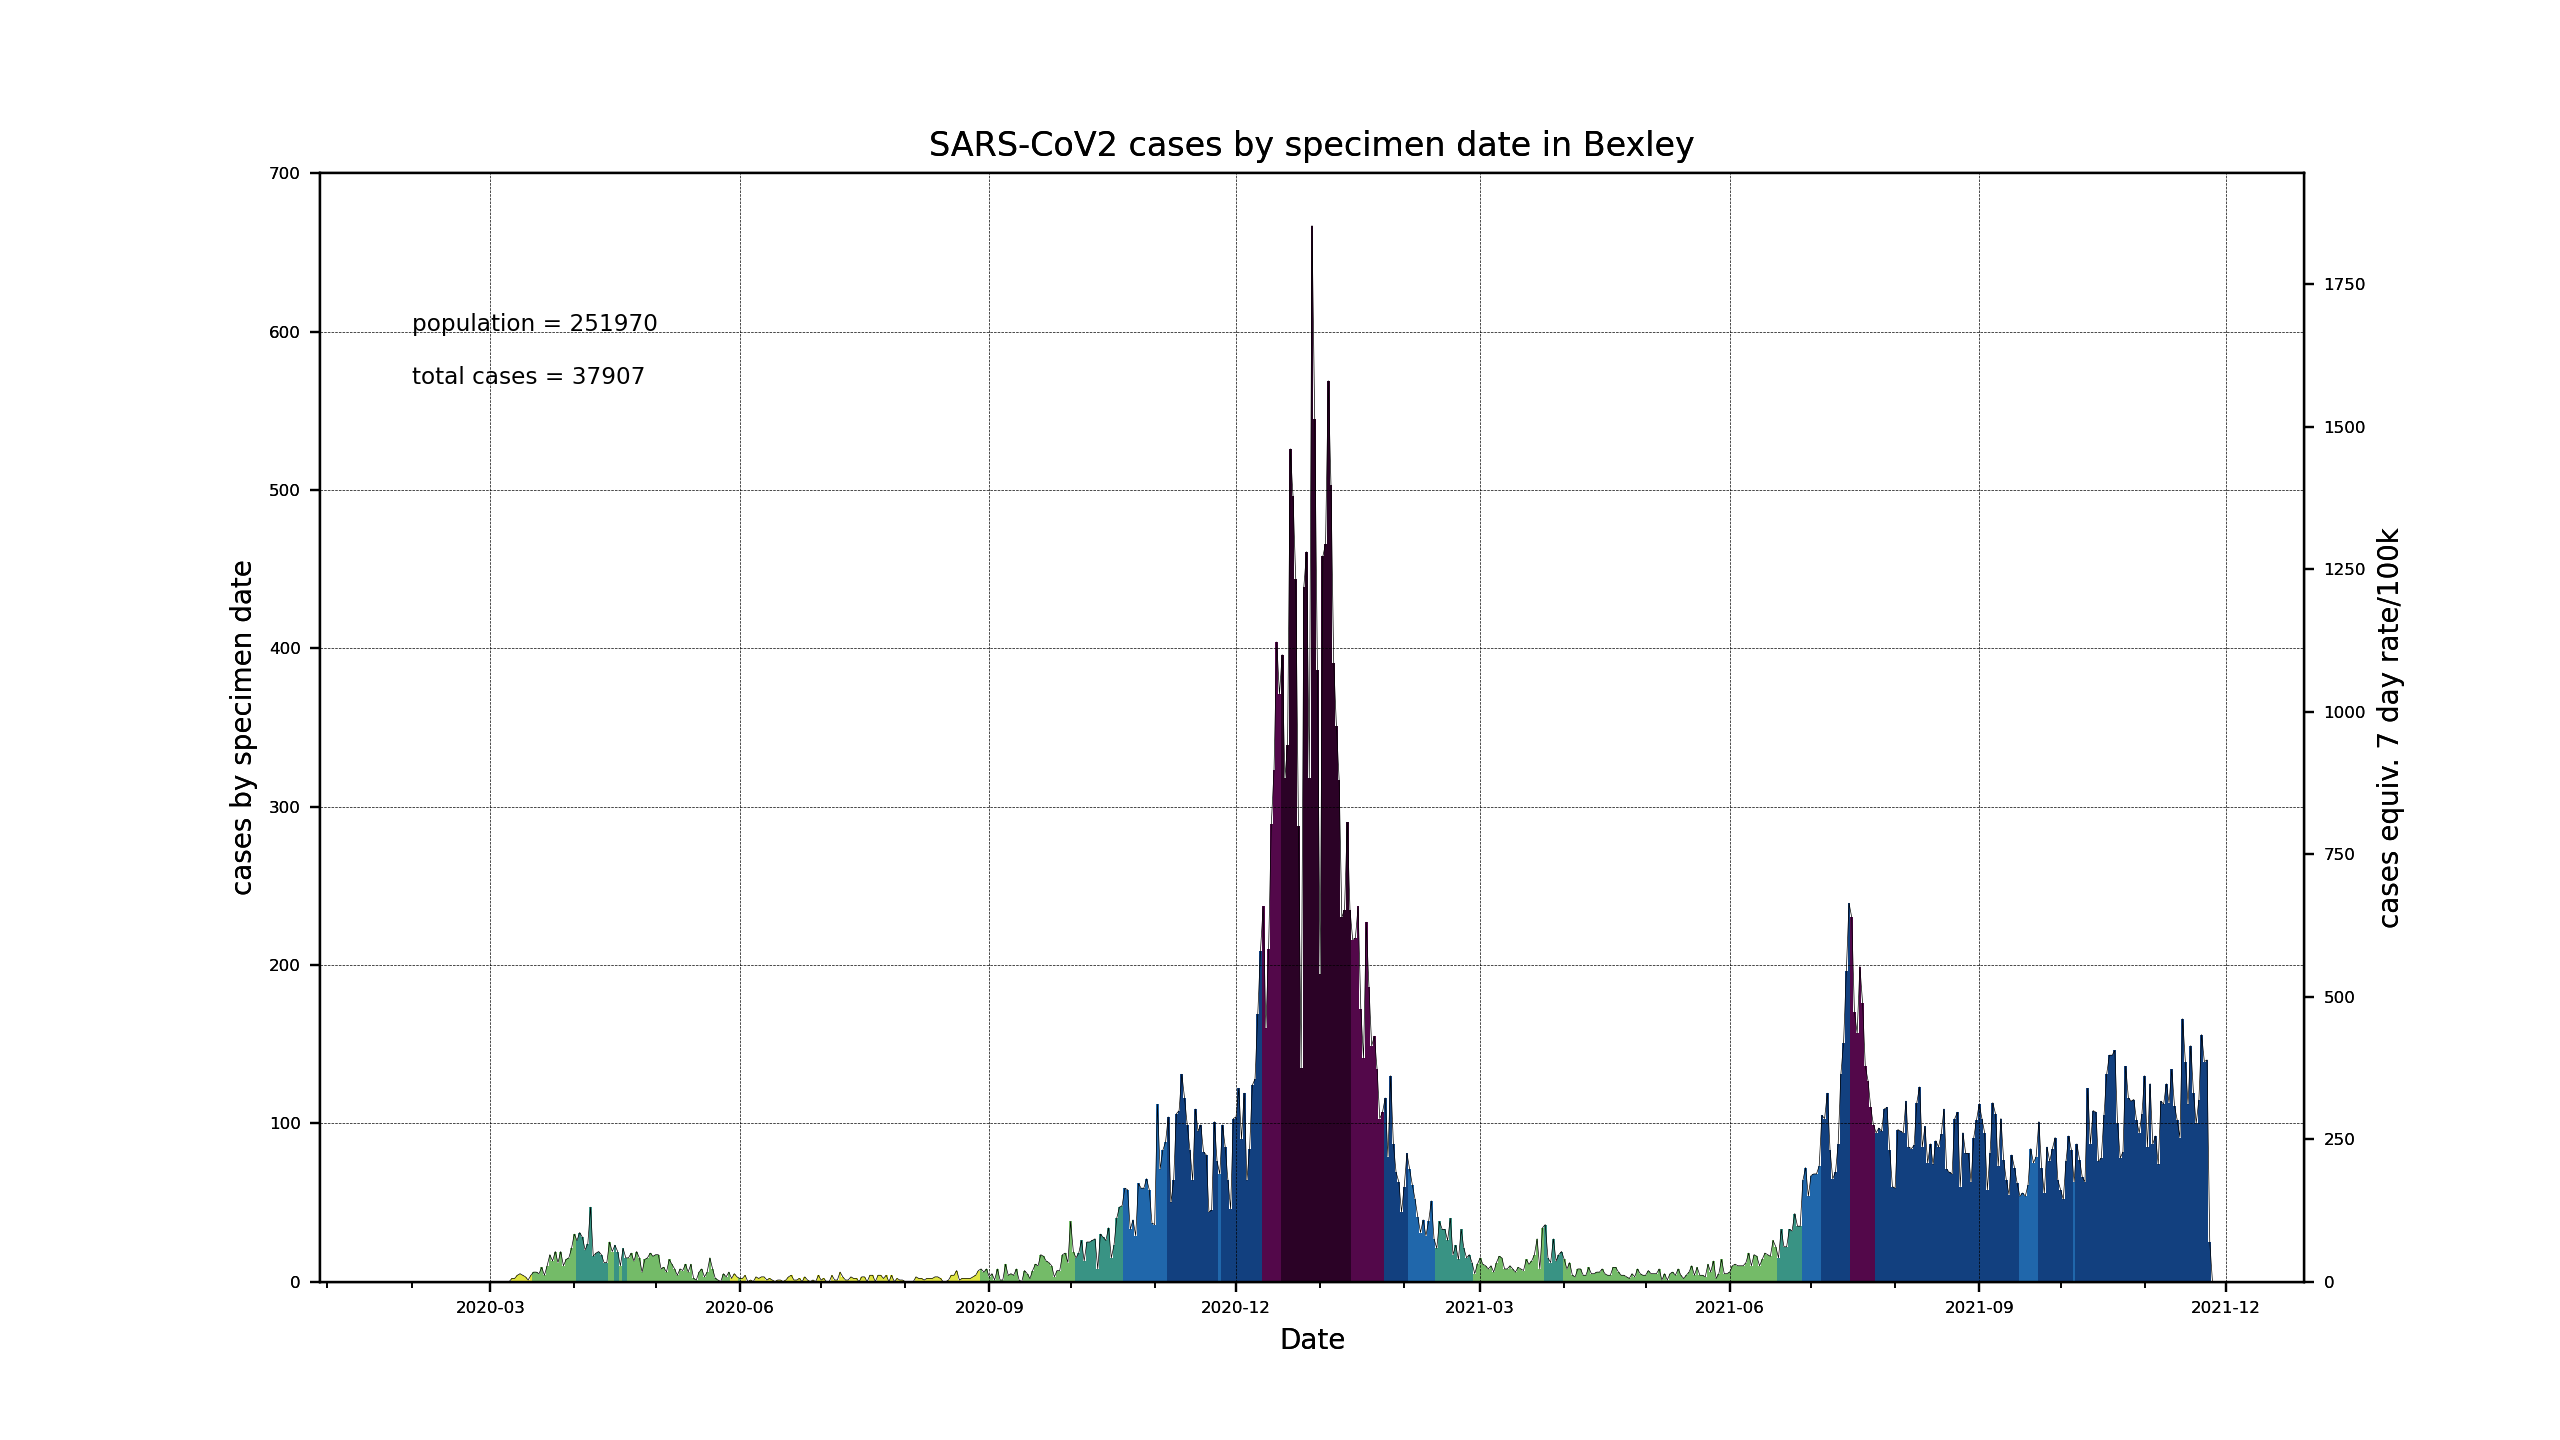 SARS-CoV2 cases by specimen date in Bexley
population = 251970
total cases = 37907
cases by specimen date
700
600
500
400
300
200
100
0
1750
1500
1250
1000
750
500
250
0
cases equiv. 7 day rate/100k
2020-03 2020-06 2020-09 2020-12 2021-03 2021-06 2021-09 2021-12
Date